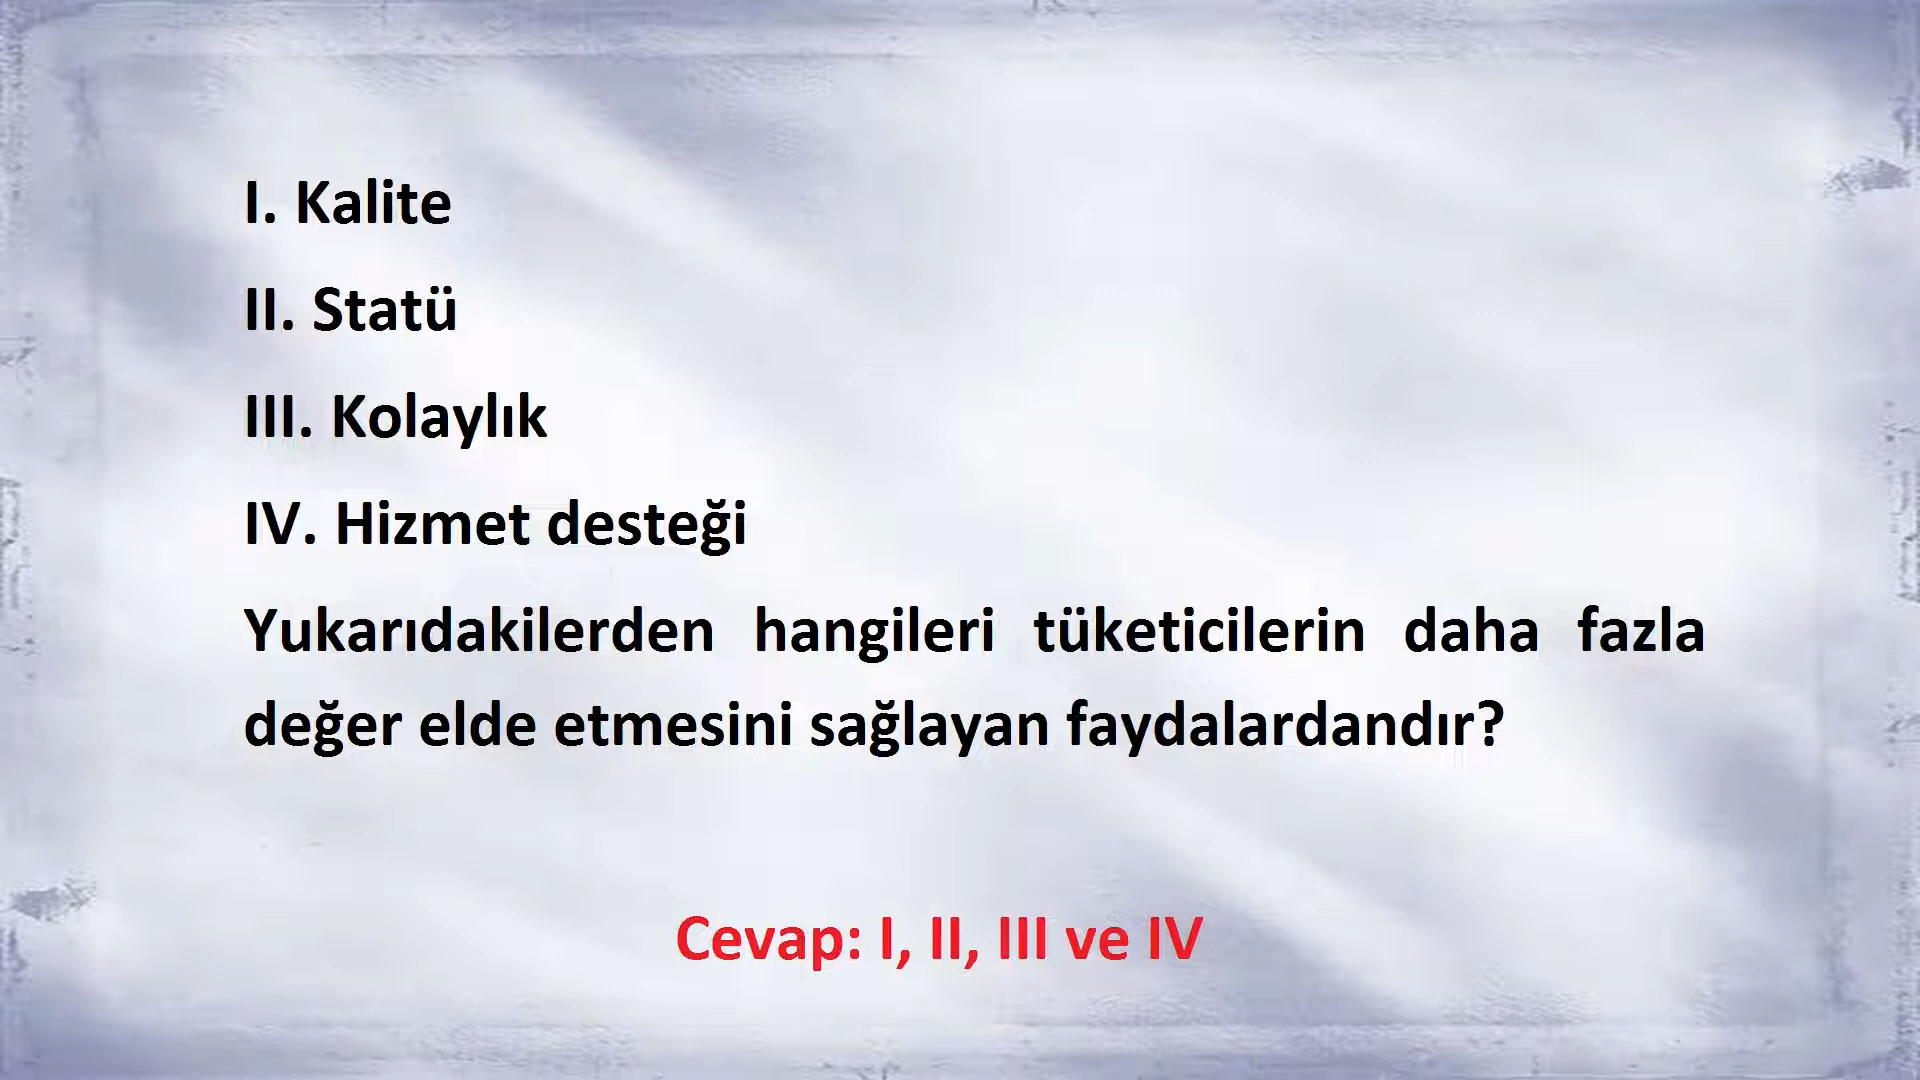 I. Kalite
II. Statü
III. Kolaylık
IV. Hizmet desteği
Yukarıdakilerden hangileri tüketicilerin daha fazla
değer elde etmesini sağlayan faydalardandır?
Cevap: I, II, III ve IV